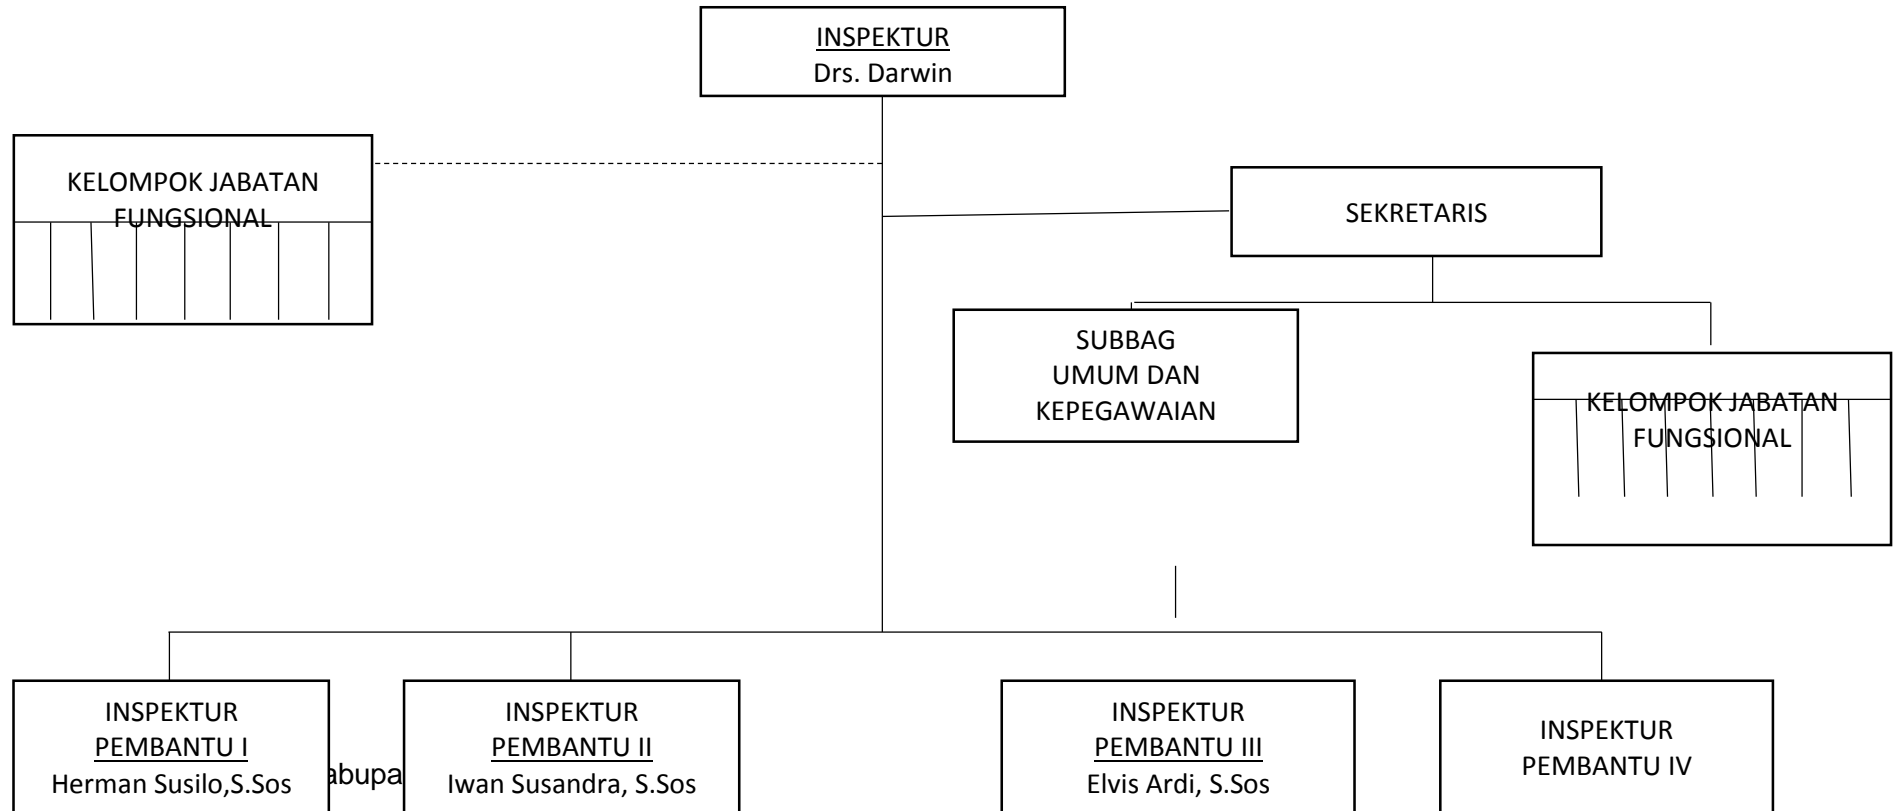 INSPEKTUR
Drs. Darwin
KELOMPOK JABATAN
FUNGSIONAL
SEKRETARIS
SUBBAG
UMUM DAN
KEPEGAWAIAN
KELOMPOK JABATAN
FUNGSIONAL
INSPEKTUR
PEMBANTU I
Herman Susilo,S.Sos
abupa
INSPEKTUR
PEMBANTU II
Iwan Susandra, S.Sos
INSPEKTUR
PEMBANTU III
Elvis Ardi, S.Sos
INSPEKTUR
PEMBANTU IV